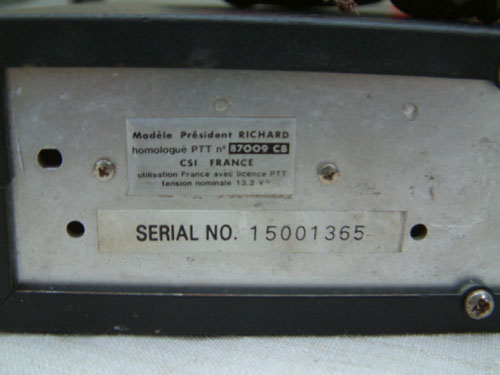 Modèle Président RICHARD
homologué PTT n° 87009 CB
CSI FRANCE
utilisation France avec licence PTT
tension nominale 13,2 V
SERIAL NO. 15001365